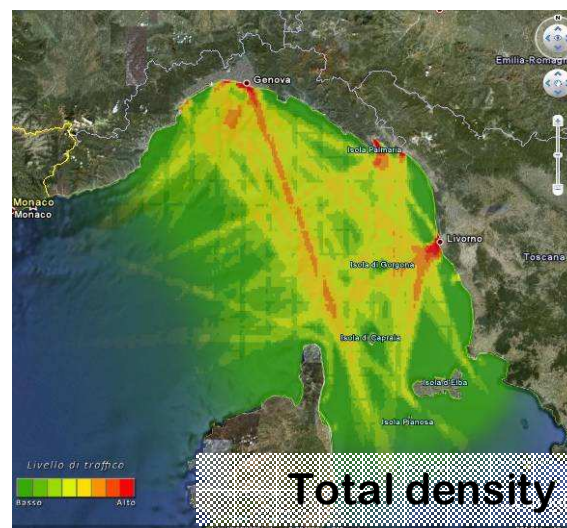 N
Emilia-Romagn
Genova
Isola Palmaria
Monaco
Monaco
Livorno
Toscana
Isola di Gorgona
Isola di Capraia
Isola d'Elba
Isola Pianosa
Livello di traffico
Basso
Alto
Total density